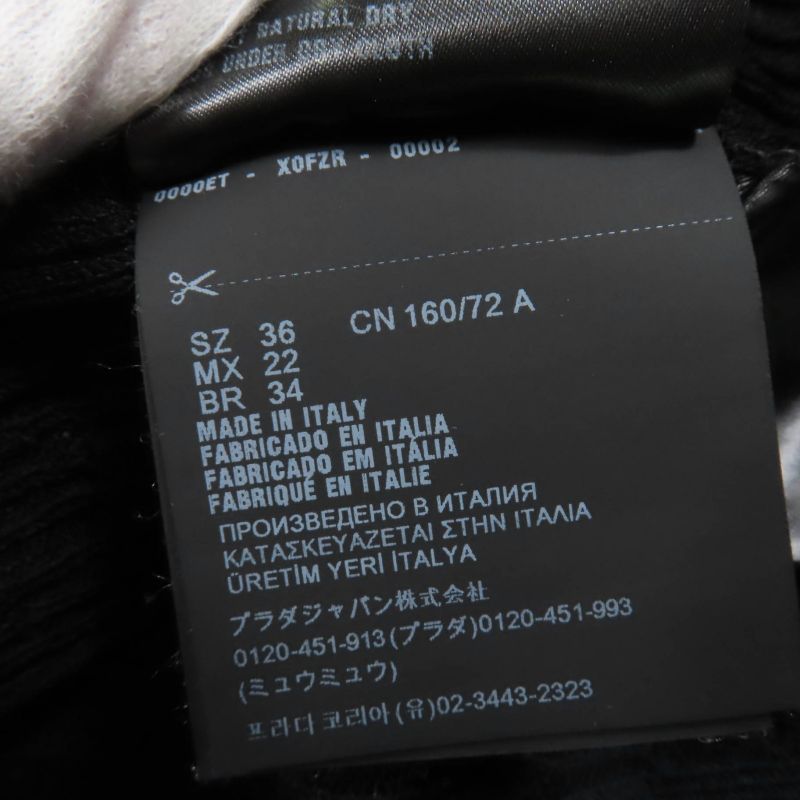 NATURAL DRY
UNDER DRY CLOTH
0000ET - X0FZR - 00002
SZ 36 CN 160/72 A
MX 22
BR 34
MADE IN ITALY
FABRICADO EN ITALIA
FABRICADO EM ITÁLIA
FABRIQUÉ EN ITALIE
ПРОИЗВЕДЕНО В ИТАЛИЯ
ΚΑΤΑΣΚΕΥΑΖΕΤΑΙ ΣΤΗΝ ΙΤΑΛΙΑ
ÜRETİM YERİ İTALYA
プラダジャパン株式会社
0120-451-913(プラダ)0120-451-993
(ミュウミュウ)
프라다 코리아(유)02-3443-2323